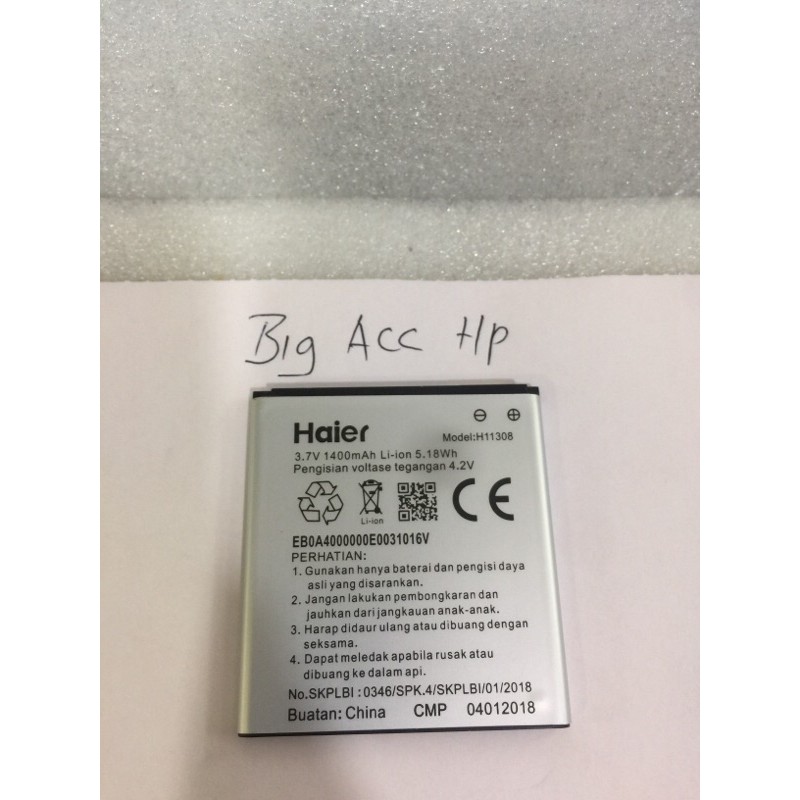 Big Acc Hp
Haier
⊖ ⊕
Model:H11308
3.7V 1400mAh Li-ion 5.18Wh
Pengisian voltase tegangan 4.2V
Li-ion
CE
EB0A4000000E0031016V
PERHATIAN:
1. Gunakan hanya baterai dan pengisi daya
asli yang disarankan.
2. Jangan lakukan pembongkaran dan
jauhkan dari jangkauan anak-anak.
3. Harap didaur ulang atau dibuang dengan
seksama.
4. Dapat meledak apabila rusak atau
dibuang ke dalam api.
No.SKPLBI : 0346/SPK.4/SKPLBI/01/2018
Buatan: China CMP 04012018